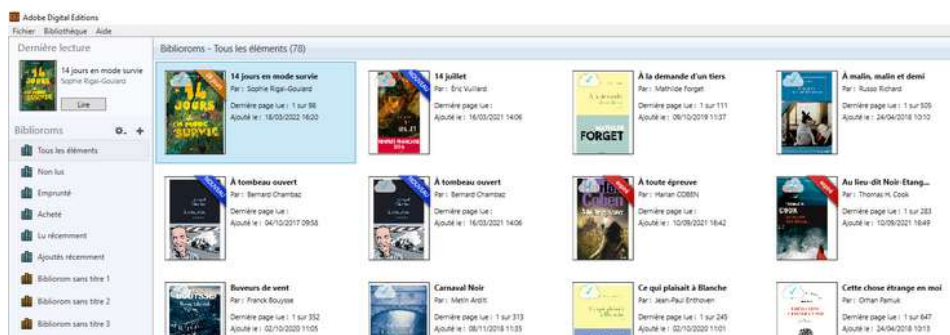 Adobe Digital Editions
Fichier Bibliothèque Aide
Dernière lecture
14 jours en mode survie
Sophie Rigal-Goulard
Lire
Biblioroms
Tous les éléments
Non lus
Emprunté
Acheté
Lu récemment
Ajoutés récemment
Bibliorom sans titre 1
Bibliorom sans titre 2
Bibliorom sans titre 3
Biblioroms - Tous les éléments (78)
14 JOURS EN MODE SURVIE
14 jours en mode survie
Par : Sophie Rigal-Goulard
Dernière page lue : 1 sur 98
Ajouté le : 18/03/2022 16:20
NOUVEAU
14 juillet
Par : Eric Vuillard
Dernière page lue :
Ajouté le : 16/03/2021 14:06
FORGET
À la demande d'un tiers
Par : Mathilde Forget
Dernière page lue : 1 sur 111
Ajouté le : 09/10/2019 11:37
À malin, malin et demi
Par : Russo Richard
Dernière page lue : 1 sur 505
Ajouté le : 24/04/2018 10:10
NOUVEAU
À tombeau ouvert
Par : Bernard Chambaz
Dernière page lue :
Ajouté le : 04/10/2017 09:58
NOUVEAU
À tombeau ouvert
Par : Bernard Chambaz
Dernière page lue :
Ajouté le : 16/03/2021 14:06
Coben
À toute épreuve
Par : Harlan COBEN
Dernière page lue :
Ajouté le : 10/09/2021 16:42
COOK
Au lieu-dit Noir-Etang...
Par : Thomas H. Cook
Dernière page lue : 1 sur 283
Ajouté le : 10/09/2021 16:49
BOUYSSE
Buveurs de vent
Par : Franck Bouysse
Dernière page lue : 1 sur 352
Ajouté le : 02/10/2020 11:05
Carnaval Noir
Par : Metin Arditi
Dernière page lue : 1 sur 313
Ajouté le : 08/11/2018 11:35
Ce qui plaisait à Blanche
Par : Jean-Paul Enthoven
Dernière page lue : 1 sur 245
Ajouté le : 02/10/2020 11:01
Cette chose étrange en moi
Par : Orhan Pamuk
Dernière page lue : 1 sur 647
Ajouté le : 24/04/2018 10:13